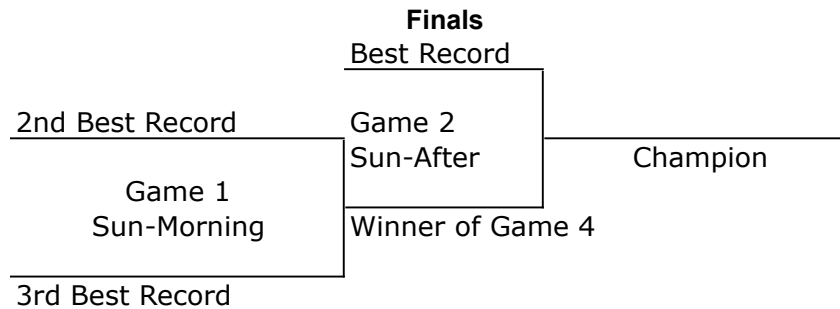 Finals
Best Record
2nd Best Record
Game 2
Sun-After
Champion
Game 1
Sun-Morning
Winner of Game 4
3rd Best Record